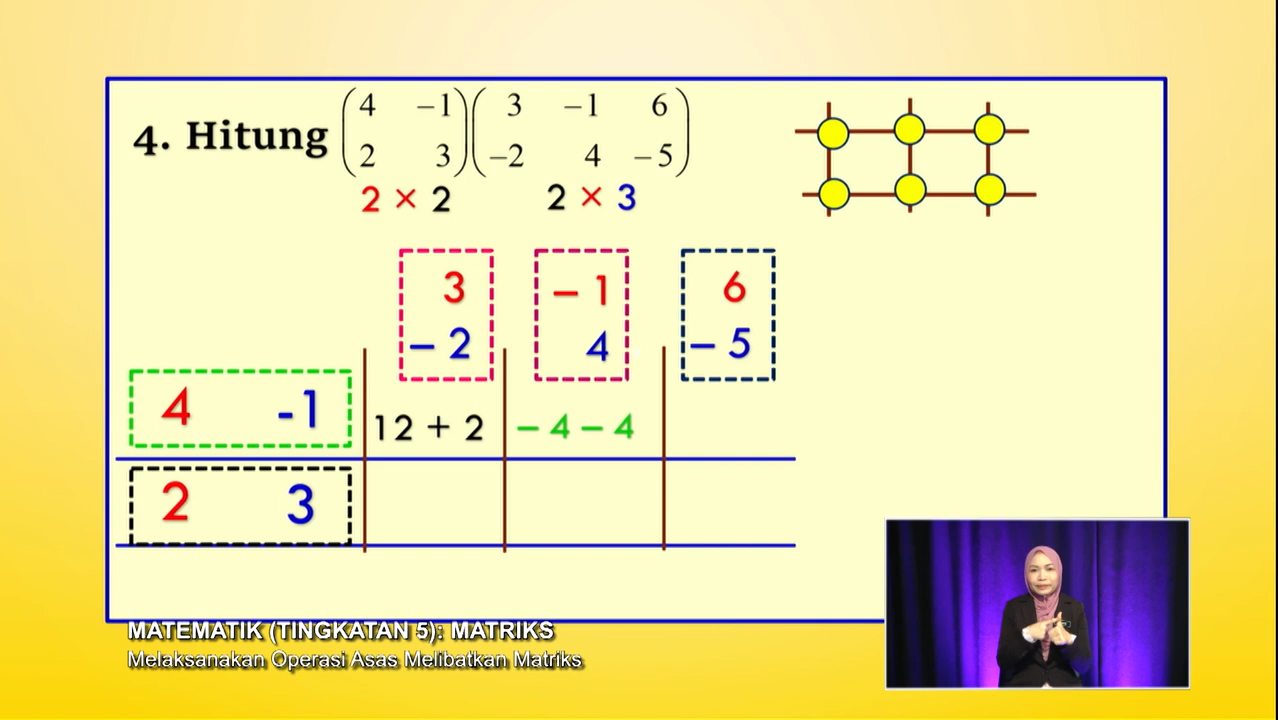 4. Hitung (4 –1) (3 –1 6)
(2 3) (–2 4 –5)
2 × 2 2 × 3
3 – 1 6
– 2 4 – 5
4 -1 12 + 2 – 4 – 4
2 3
MATEMATIK (TINGKATAN 5): MATRIKS
Melaksanakan Operasi Asas Melibatkan Matriks